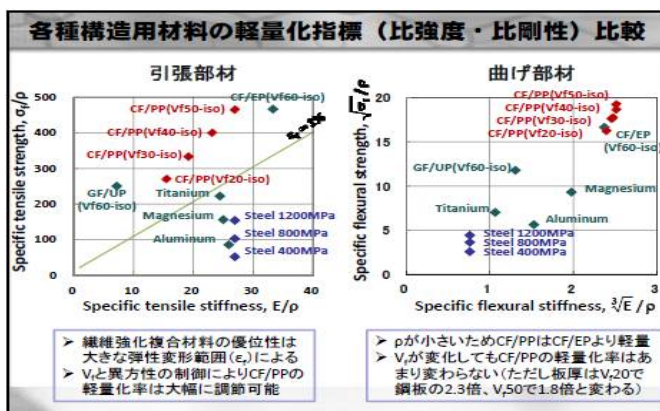 各種構造用材料の軽量化指標（比強度・比剛性）比較
引張部材
Specific tensile strength, σf/ρ
500
400
300
200
100
0
0
10
20
30
40
CF/PP(Vf50-iso)
CF/EP(Vf60-iso)
CF/PP(Vf40-iso)
CF/PP(Vf30-iso)
CF/PP(Vf20-iso)
GF/UP
(Vf60-iso)
Titanium
Magnesium
Aluminum
Steel 1200MPa
Steel 800MPa
Steel 400MPa
Specific tensile stiffness, E/ρ
➢ 繊維強化複合材料の優位性は
大きな弾性変形範囲(εf)による
➢ Vfと異方性の制御によりCF/PPの
軽量化率は大幅に調節可能
曲げ部材
Specific flexural strength, √σf/ρ
20
15
10
5
0
0
1
2
3
CF/PP(Vf50-iso)
CF/PP(Vf40-iso)
CF/PP(Vf30-iso)
CF/PP(Vf20-iso)
CF/EP
(Vf60-iso)
GF/UP(Vf60-iso)
Magnesium
Titanium
Aluminum
Steel 1200MPa
Steel 800MPa
Steel 400MPa
Specific flexural stiffness, ∛E/ρ
➢ ρが小さいためCF/PPはCF/EPより軽量
➢ Vfが変化してもCF/PPの軽量化率はあ
まり変わらない（ただし板厚はVf20で
鋼板の2.3倍、Vf50で1.8倍と変わる）